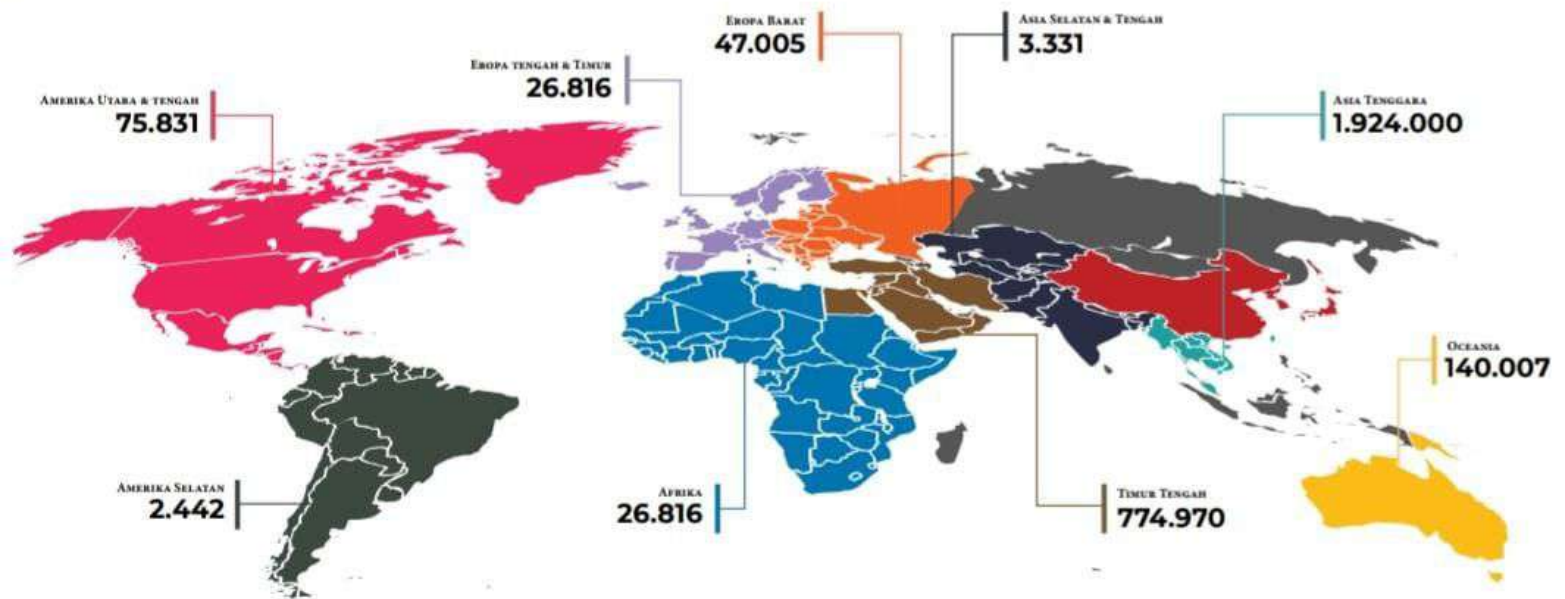 EROPA BARAT
47.005
ASIA SELATAN & TENGAH
3.331
EROPA TENGAH & TIMUR
26.816
AMERIKA UTARA & TENGAH
75.831
ASIA TENGGARA
1.924.000
OCEANIA
140.007
AMERIKA SELATAN
2.442
AFRIKA
26.816
TIMUR TENGAH
774.970